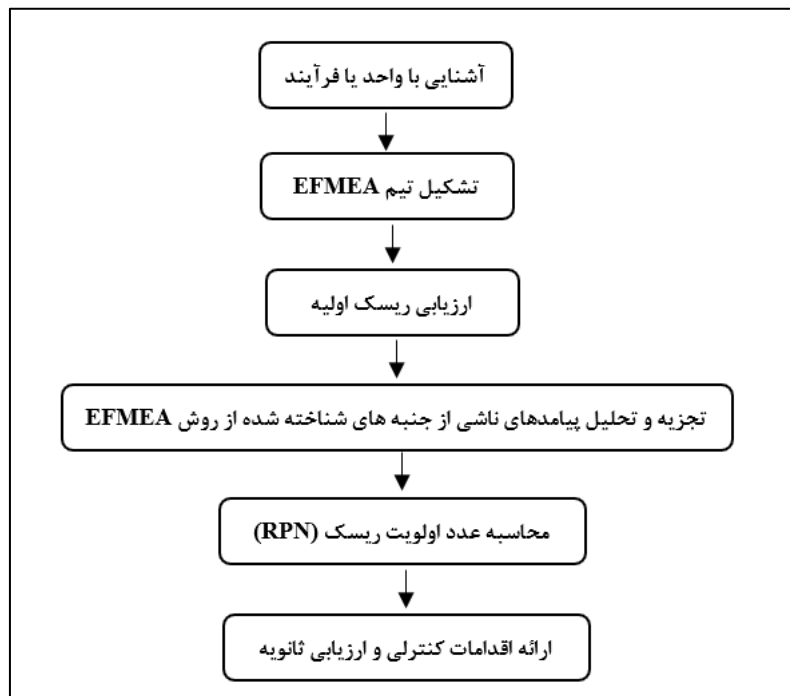 آشنایی با واحد یا فرآیند
تشکیل تیم EFMEA
ارزیابی ریسک اولیه
تجزیه و تحلیل پیامدهای ناشی از جنبه های شناخته شده از روش EFMEA
محاسبه عدد اولویت ریسک (RPN)
ارائه اقدامات کنترلی و ارزیابی ثانویه